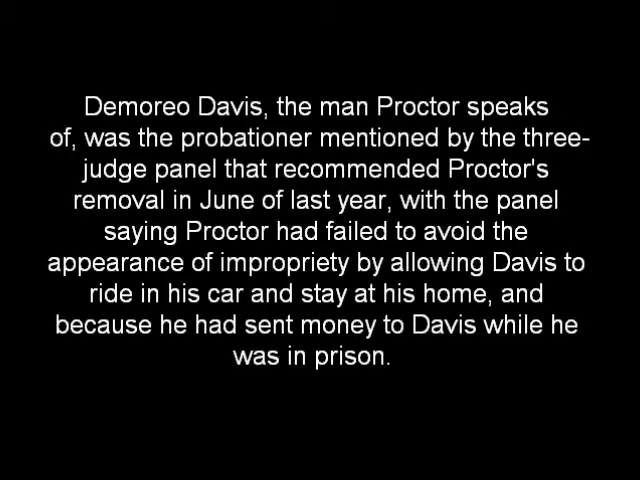 Demoreo Davis, the man Proctor speaks
of, was the probationer mentioned by the three-
judge panel that recommended Proctor's
removal in June of last year, with the panel
saying Proctor had failed to avoid the
appearance of impropriety by allowing Davis to
ride in his car and stay at his home, and
because he had sent money to Davis while he
was in prison.